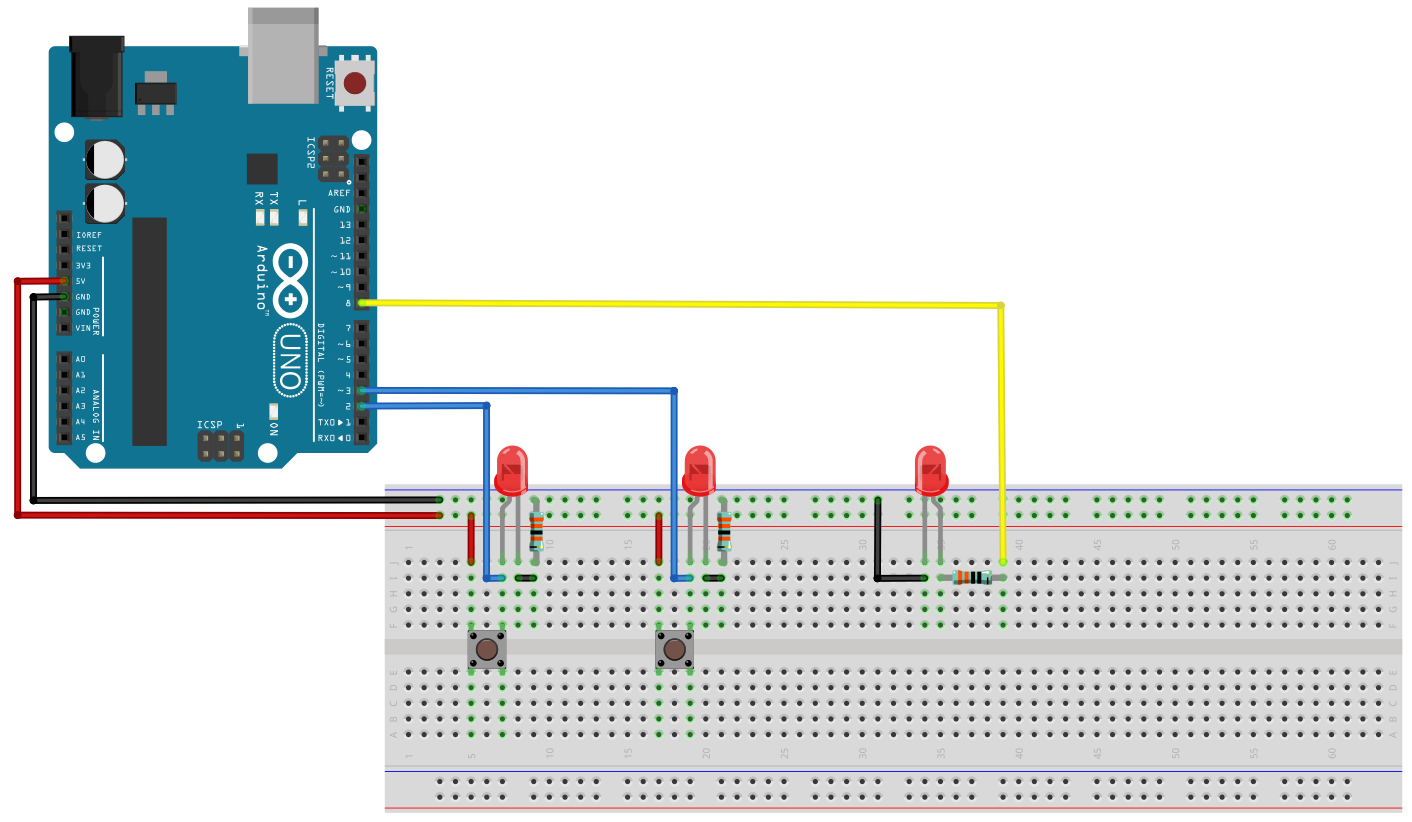 RESET
ICSP2
AREF
GND
13
12
~11
~10
~9
8
7
~6
~5
4
~3
2
TX0▶1
RX0◀0
RX
TX
L
IOREF
RESET
3V3
5V
GND
GND
VIN
POWER
A0
A1
A2
A3
A4
A5
ANALOG IN
Arduino™
UNO
DIGITAL (PWM=~)
ON
ICSP
1
1 5 10 15 20 25 30 35 40 45 50 55 60
J J
I I
H H
G G
F F
E E
D D
C C
B B
A A
1 5 10 15 20 25 30 35 40 45 50 55 60